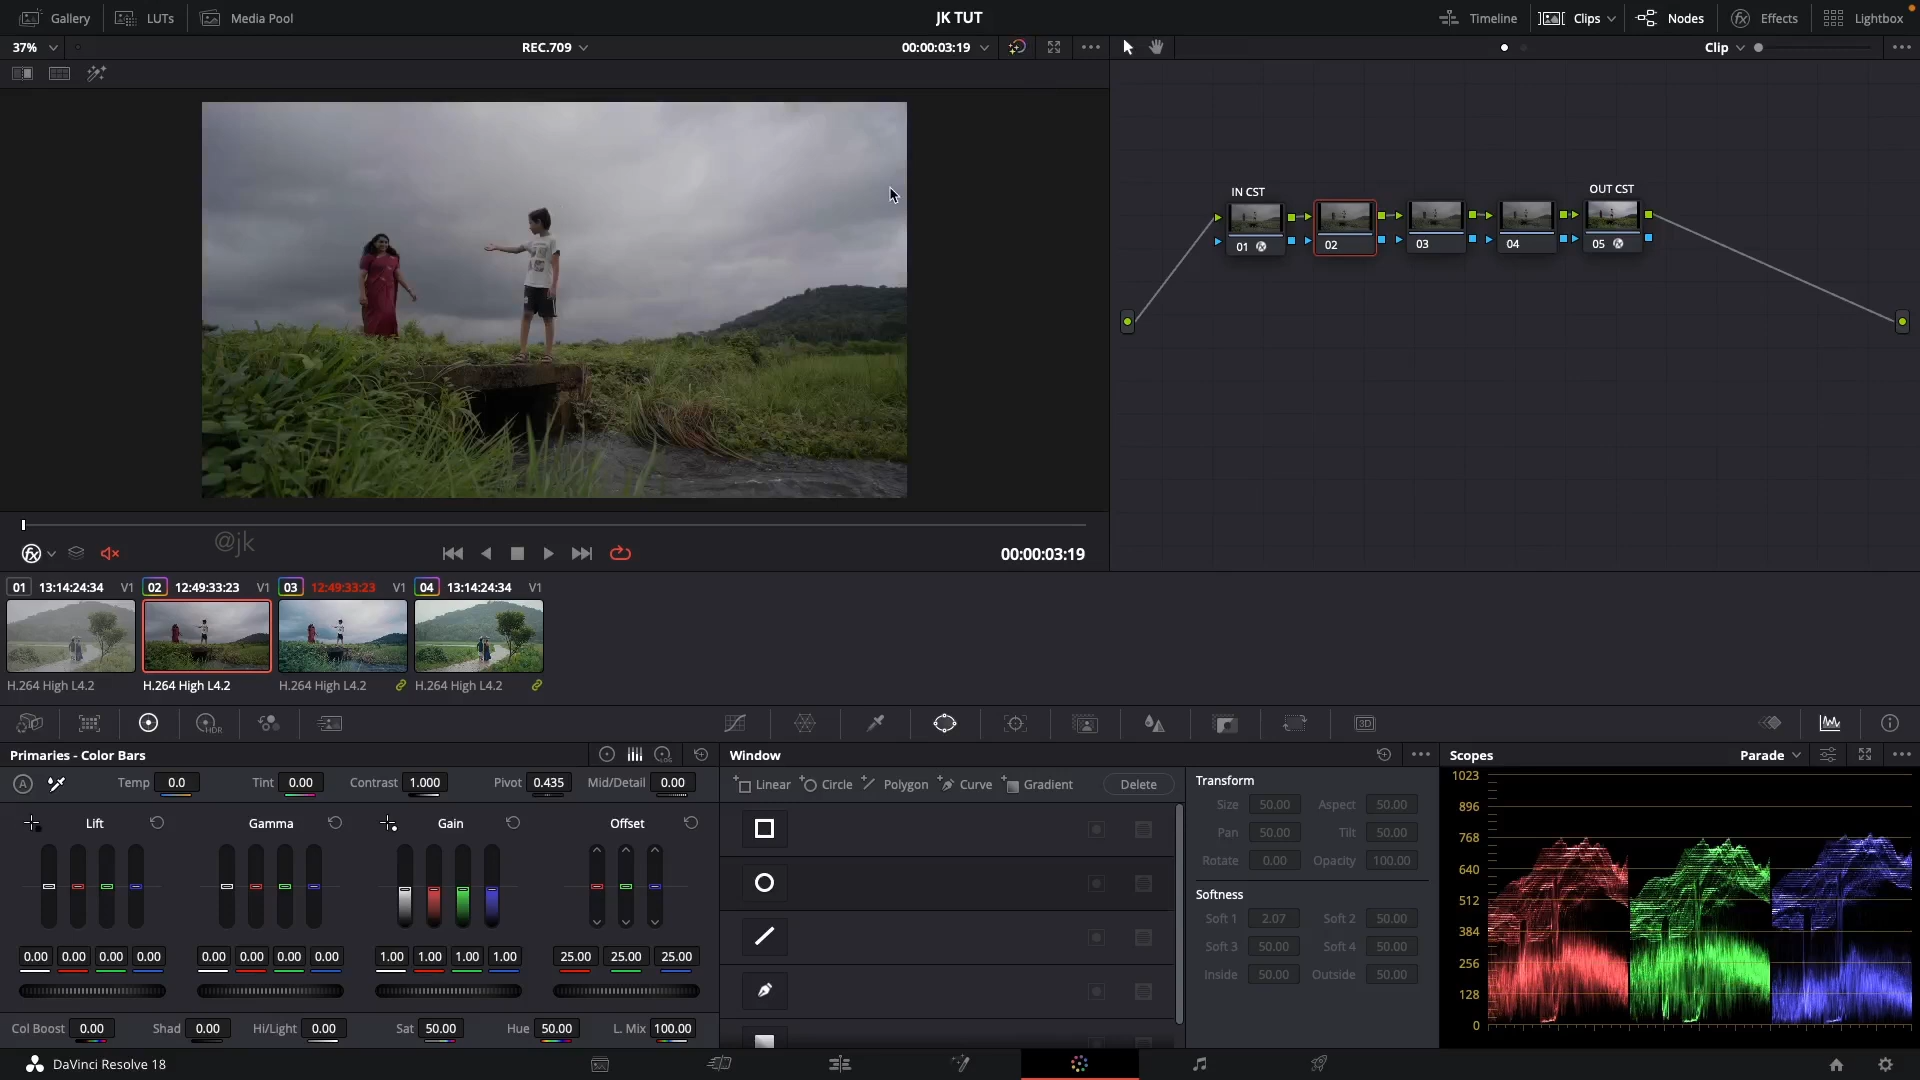 Gallery LUTs Media Pool JK TUT Timeline Clips Nodes fx Effects Lightbox
37% REC.709 00:00:03:19 Clip
IN CST OUT CST
01 02 03 04 05
@jk
fx 00:00:03:19
01 13:14:24:34 V1 02 12:49:33:23 V1 03 12:49:33:23 V1 04 13:14:24:34 V1
H.264 High L4.2 H.264 High L4.2 H.264 High L4.2 H.264 High L4.2
HDR 3D
Primaries - Color Bars LOG Window Scopes Parade
A Temp 0.0 Tint 0.00 Contrast 1.000 Pivot 0.435 Mid/Detail 0.00
Lift Gamma Gain Offset
0.00 0.00 0.00 0.00 0.00 0.00 0.00 0.00 1.00 1.00 1.00 1.00 25.00 25.00 25.00
Col Boost 0.00 Shad 0.00 Hi/Light 0.00 Sat 50.00 Hue 50.00 L. Mix 100.00
Linear Circle Polygon Curve Gradient Delete
Transform
Size 50.00 Aspect 50.00
Pan 50.00 Tilt 50.00
Rotate 0.00 Opacity 100.00
Softness
Soft 1 2.07 Soft 2 50.00
Soft 3 50.00 Soft 4 50.00
Inside 50.00 Outside 50.00
1023
896
768
640
512
384
256
128
0
DaVinci Resolve 18